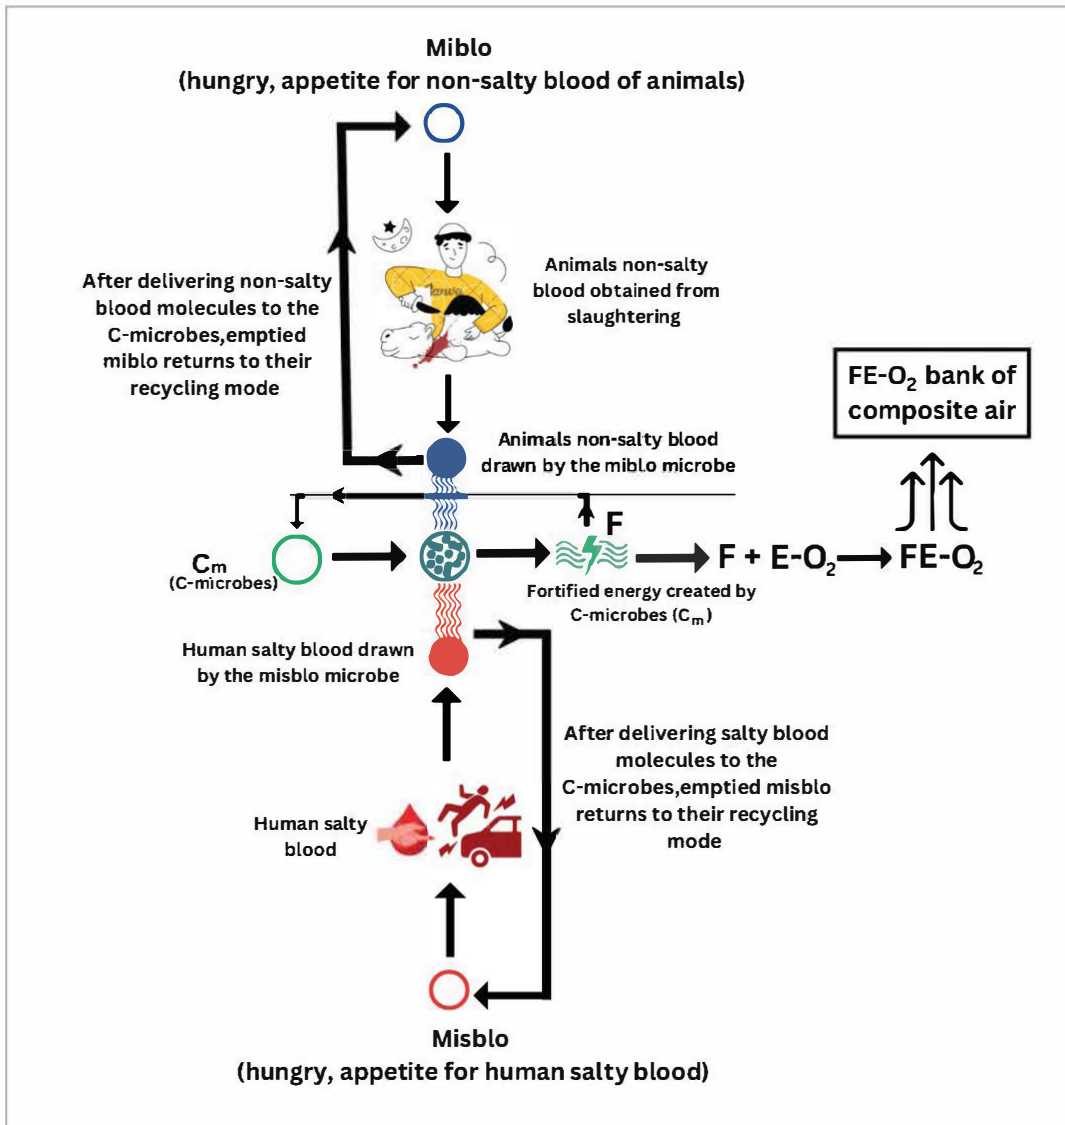 Miblo
(hungry, appetite for non-salty blood of animals)
Animals non-salty
blood obtained from
slaughtering
After delivering non-salty
blood molecules to the
C-microbes,emptied
miblo returns to their
recycling mode
FE-O₂ bank of
composite air
Animals non-salty blood
drawn by the miblo microbe
F
Cm
(C-microbes)
F + E-O₂
FE-O₂
Fortified energy created by
C-microbes (Cm)
Human salty blood drawn
by the misblo microbe
After delivering salty blood
molecules to the
C-microbes,emptied misblo
returns to their recycling
mode
Human salty
blood
Misblo
(hungry, appetite for human salty blood)